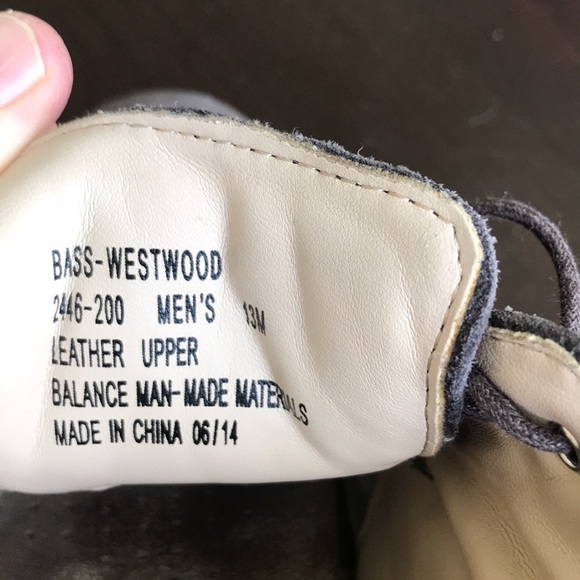 BASS-WESTWOOD
2446-200 MEN'S 13M
LEATHER UPPER
BALANCE MAN-MADE MATERIALS
MADE IN CHINA 06/14